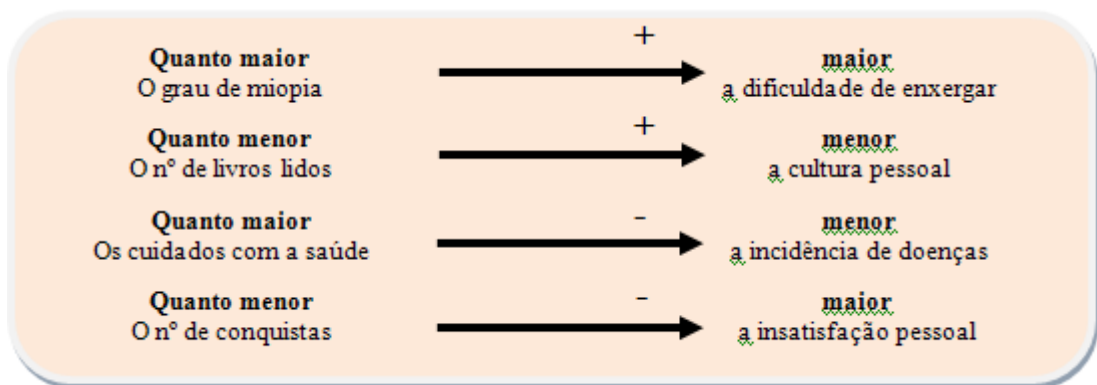 +
Quanto maior maior
O grau de miopia a dificuldade de enxergar
+
Quanto menor menor
O nº de livros lidos a cultura pessoal
-
Quanto maior menor
Os cuidados com a saúde a incidência de doenças
-
Quanto menor maior
O nº de conquistas a insatisfação pessoal